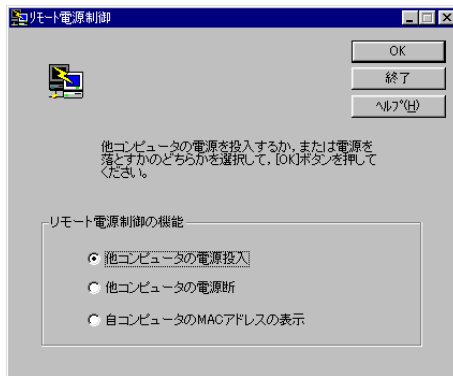 リモート電源制御
OK
終了
ヘルプ(H)
他コンピュータの電源を投入するか，または電源を
落とすかのどちらかを選択して，[OK]ボタンを押して
ください。
リモート電源制御の機能
他コンピュータの電源投入
他コンピュータの電源断
自コンピュータのMACアドレスの表示